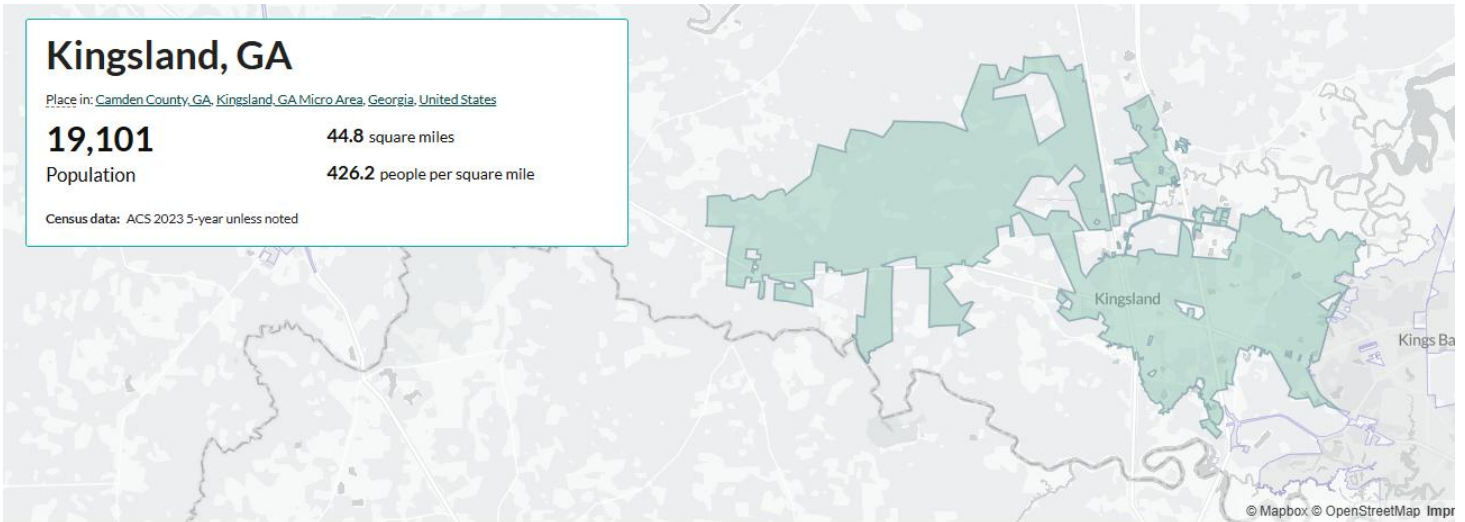 Kingsland, GA
Place in: Camden County, GA, Kingsland, GA Micro Area, Georgia, United States
19,101
Population
44.8 square miles
426.2 people per square mile
Census data: ACS 2023 5-year unless noted
Kingsland
Kings Ba
© Mapbox © OpenStreetMap Impr